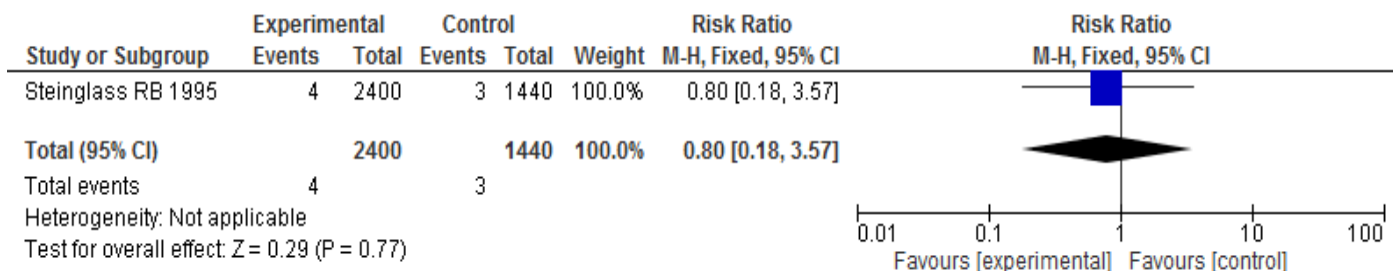 Experimental Control Risk Ratio Risk Ratio
Study or Subgroup Events Total Events Total Weight M-H, Fixed, 95% CI M-H, Fixed, 95% CI
Steinglass RB 1995 4 2400 3 1440 100.0% 0.80 [0.18, 3.57]
Total (95% CI) 2400 1440 100.0% 0.80 [0.18, 3.57]
Total events 4 3
Heterogeneity: Not applicable
Test for overall effect: Z = 0.29 (P = 0.77)
0.01 0.1 1 10 100
Favours [experimental] Favours [control]